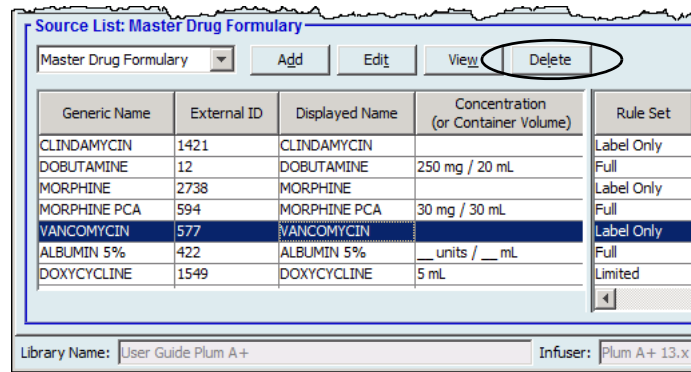 Source List: Master Drug Formulary
Master Drug Formulary Add Edit View Delete
Generic Name External ID Displayed Name Concentration (or Container Volume) Rule Set
CLINDAMYCIN 1421 CLINDAMYCIN Label Only
DOBUTAMINE 12 DOBUTAMINE 250 mg / 20 mL Full
MORPHINE 2738 MORPHINE Label Only
MORPHINE PCA 594 MORPHINE PCA 30 mg / 30 mL Full
VANCOMYCIN 577 VANCOMYCIN Label Only
ALBUMIN 5% 422 ALBUMIN 5% __ units / __ mL Full
DOXYCYCLINE 1549 DOXYCYCLINE 5 mL Limited
Library Name: User Guide Plum A+ Infuser: Plum A+ 13.x